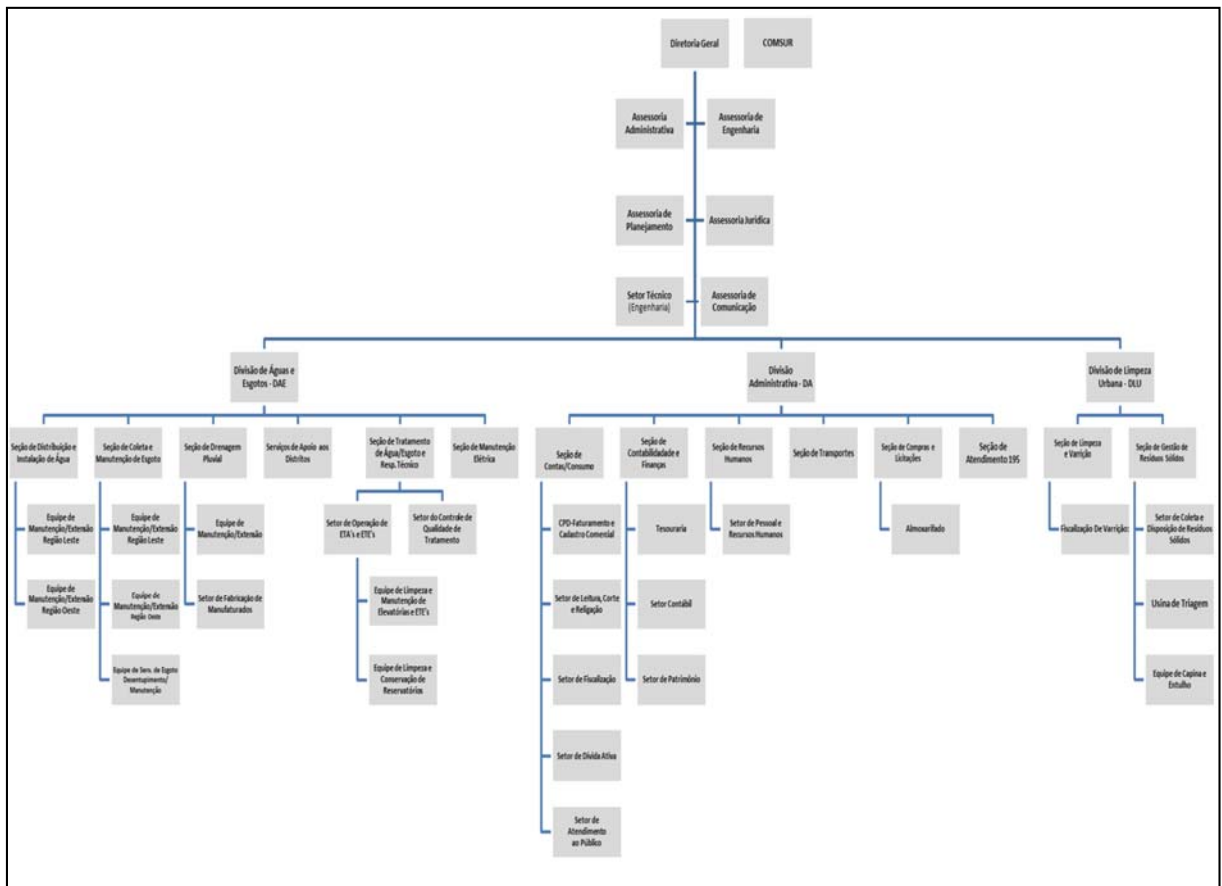 Diretoria Geral
COMSUR
Assessoria
Administrativa
Assessoria de
Engenharia
Assessoria de
Planejamento
Assessoria Jurídica
Setor Técnico
(Engenharia)
Assessoria de
Comunicação
Divisão de Águas e
Esgotos - DAE
Divisão
Administrativa - DA
Divisão de Limpeza
Urbana - DLU
Seção de Distribuição e
Instalação de Água
Seção de Coleta e
Manutenção de Esgoto
Seção de Drenagem
Pluvial
Serviços de Apoio aos
Distritos
Seção de Tratamento
de Água/Esgoto e
Resp. Técnico
Seção de Manutenção
Elétrica
Seção de
Contas/Consumo
Seção de
Contabilidadade e
Finanças
Seção de Recursos
Humanos
Seção de Transportes
Seção de Compras e
Licitações
Seção de
Atendimento 195
Seção de Limpeza
e Varrição
Seção de Gestão de
Resíduos Sólidos
Equipe de
Manutenção/Extensão
Região Leste
Equipe de
Manutenção/Extensão
Região Leste
Equipe de
Manutenção/Extensão
Setor de Operação de
ETA's e ETE's
Setor do Controle de
Qualidade de
Tratamento
CPD-Faturamento e
Cadastro Comercial
Tesouraria
Setor de Pessoal e
Recursos Humanos
Almoxarifado
Fiscalização De Varrição:
Setor de Coleta e
Disposição de Resíduos
Sólidos
Equipe de
Manutenção/Extensão
Região Oeste
Equipe de
Manutenção/Extensão
Região Oeste
Setor de Fabricação de
Manufaturados
Equipe de Limpeza e
Manutenção de
Elevatórias e ETE's
Setor de Leitura, Corte
e Religação
Setor Contábil
Usina de Triagem
Equipe de Serv. de Esgoto
Desentupimento/
Manutenção
Equipe de Limpeza e
Conservação de
Reservatórios
Setor de Fiscalização
Setor de Patrimônio
Equipe de Capina e
Entulho
Setor de Dívida Ativa
Setor de
Atendimento
ao Público